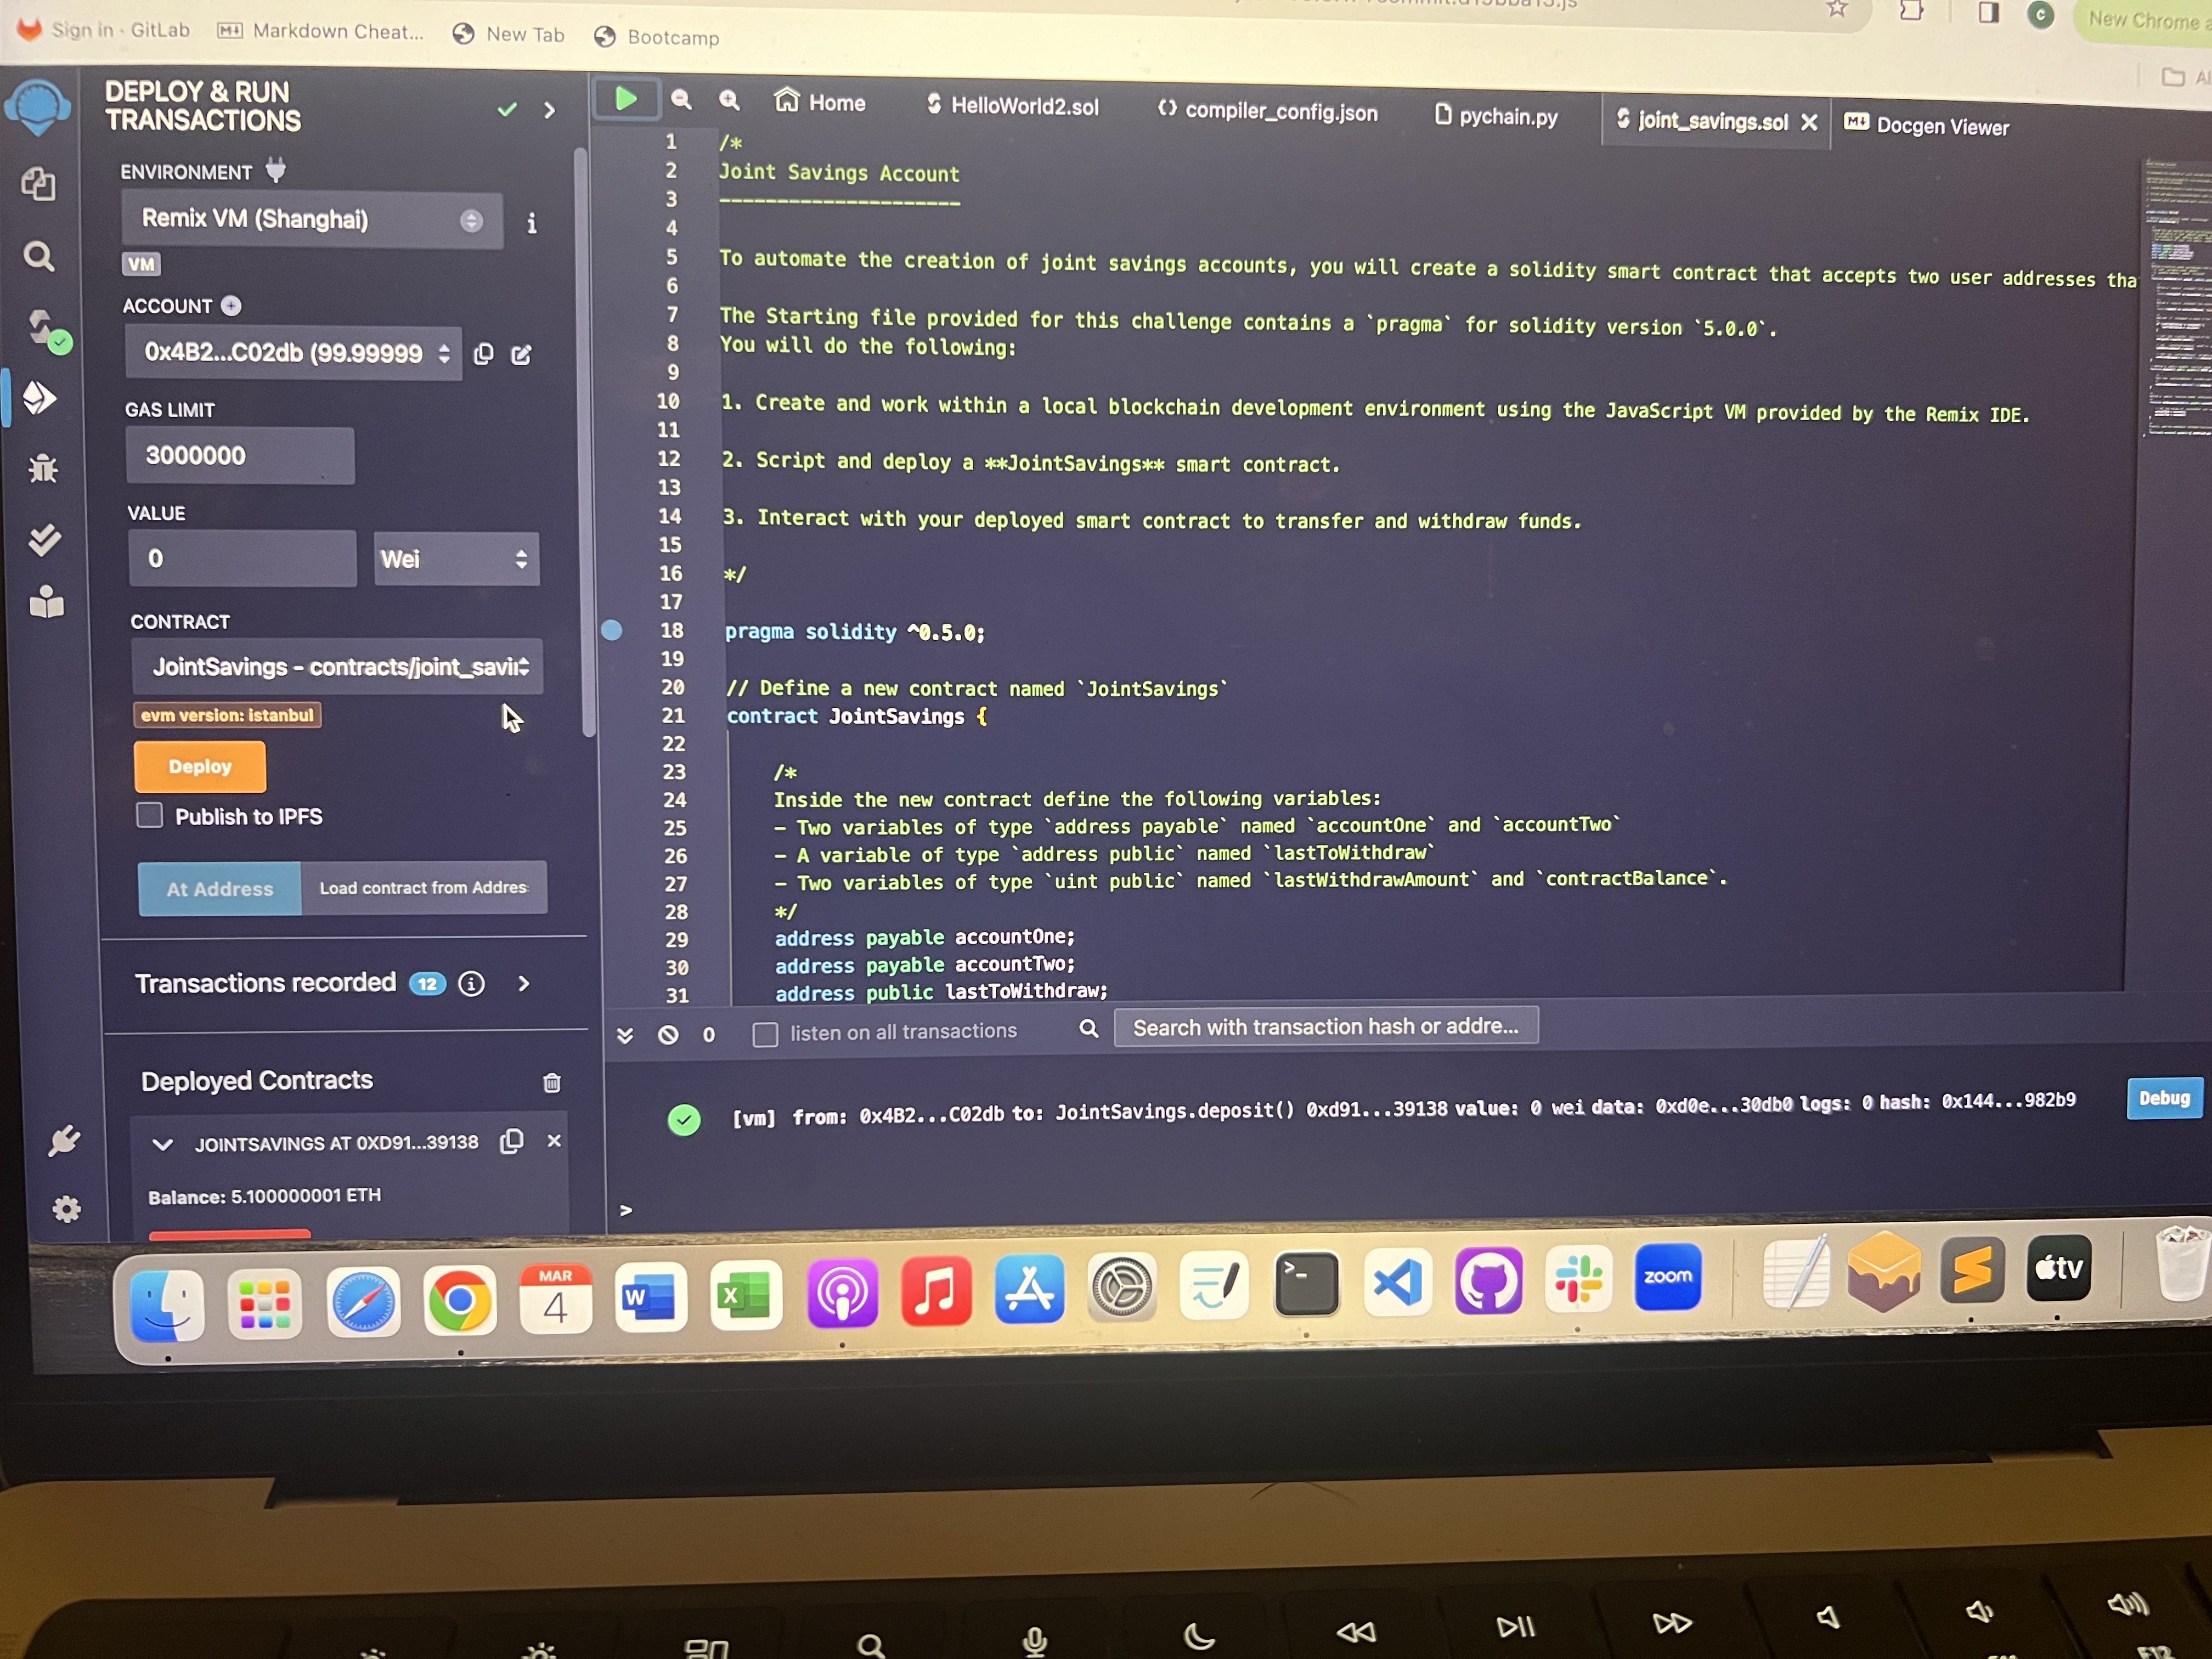 Sign in · GitLab
Markdown Cheat...
New Tab
Bootcamp
C
New Chrome a
DEPLOY & RUN
TRANSACTIONS
ENVIRONMENT
Remix VM (Shanghai)
VM
ACCOUNT
0x4B2...C02db (99.99999
GAS LIMIT
3000000
VALUE
0
Wei
CONTRACT
JointSavings - contracts/joint_savin
evm version: istanbul
Deploy
Publish to IPFS
At Address
Load contract from Addres
Transactions recorded 12
Deployed Contracts
JOINTSAVINGS AT 0XD91...39138
Balance: 5.100000001 ETH
Home
HelloWorld2.sol
compiler_config.json
pychain.py
joint_savings.sol
Docgen Viewer
1 /*
2 Joint Savings Account
3 ---------------------
4
5 To automate the creation of joint savings accounts, you will create a solidity smart contract that accepts two user addresses tha
6
7 The Starting file provided for this challenge contains a `pragma` for solidity version `5.0.0`.
8 You will do the following:
9
10 1. Create and work within a local blockchain development environment using the JavaScript VM provided by the Remix IDE.
11
12 2. Script and deploy a **JointSavings** smart contract.
13
14 3. Interact with your deployed smart contract to transfer and withdraw funds.
15
16 */
17
18 pragma solidity ^0.5.0;
19
20 // Define a new contract named `JointSavings`
21 contract JointSavings {
22
23 /*
24 Inside the new contract define the following variables:
25 - Two variables of type `address payable` named `accountOne` and `accountTwo`
26 - A variable of type `address public` named `lastToWithdraw`
27 - Two variables of type `uint public` named `lastWithdrawAmount` and `contractBalance`.
28 */
29 address payable accountOne;
30 address payable accountTwo;
31 address public lastToWithdraw;
0
listen on all transactions
Search with transaction hash or addre...
[vm] from: 0x4B2...C02db to: JointSavings.deposit() 0xd91...39138 value: 0 wei data: 0xd0e...30db0 logs: 0 hash: 0x144...982b9
Debug
>
MAR
4
W
X
zoom
tv